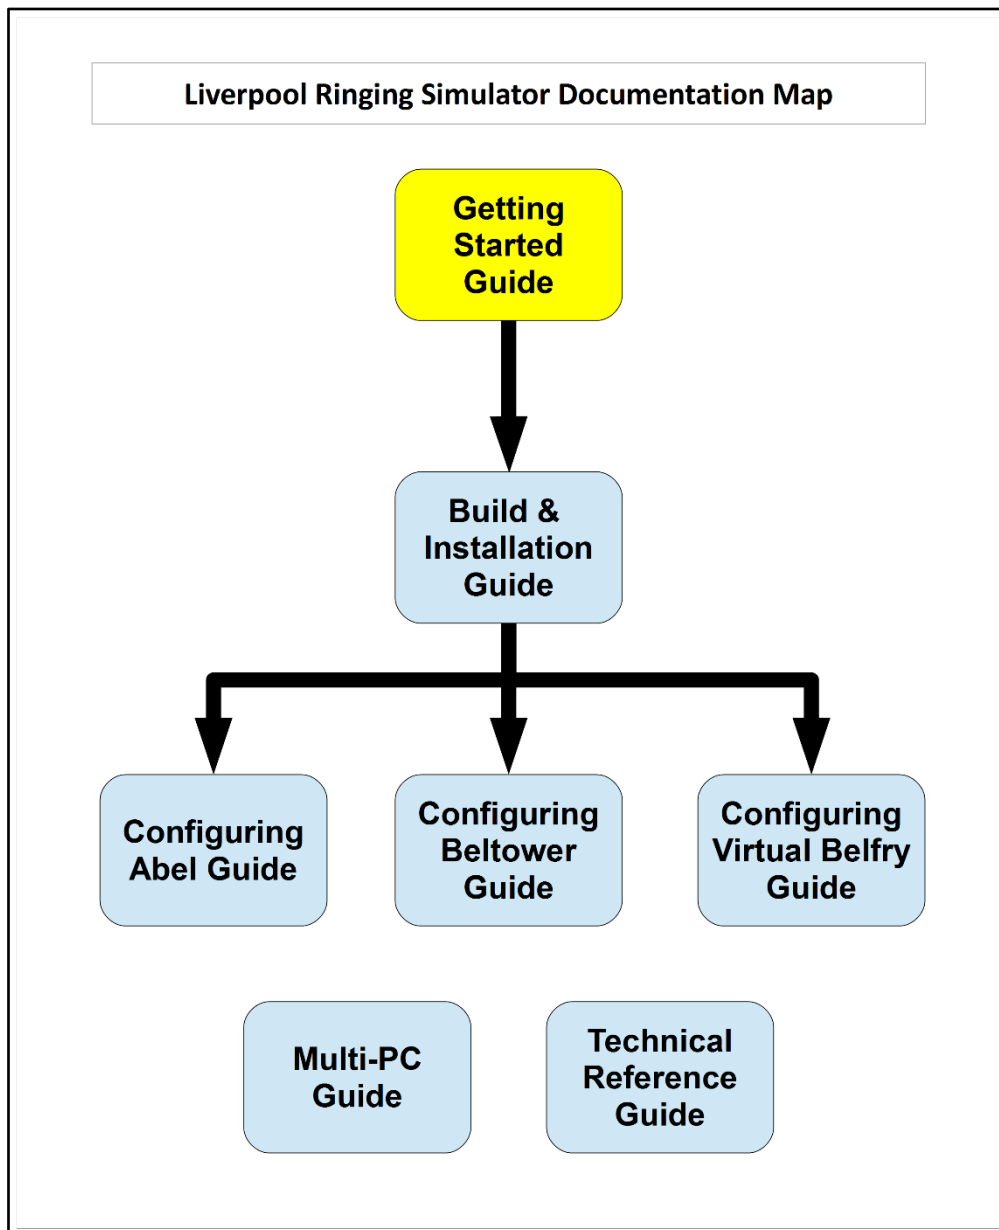 Liverpool Ringing Simulator Documentation Map
Getting
Started
Guide
Build &
Installation
Guide
Configuring
Abel Guide
Configuring
Beltower
Guide
Configuring
Virtual Belfry
Guide
Multi-PC
Guide
Technical
Reference
Guide